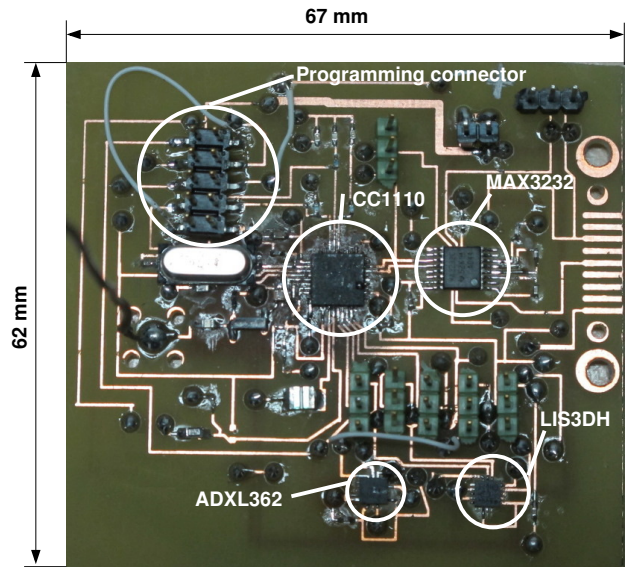 67 mm
Programming connector
MAX3232
CC1110
62 mm
LIS3DH
ADXL362